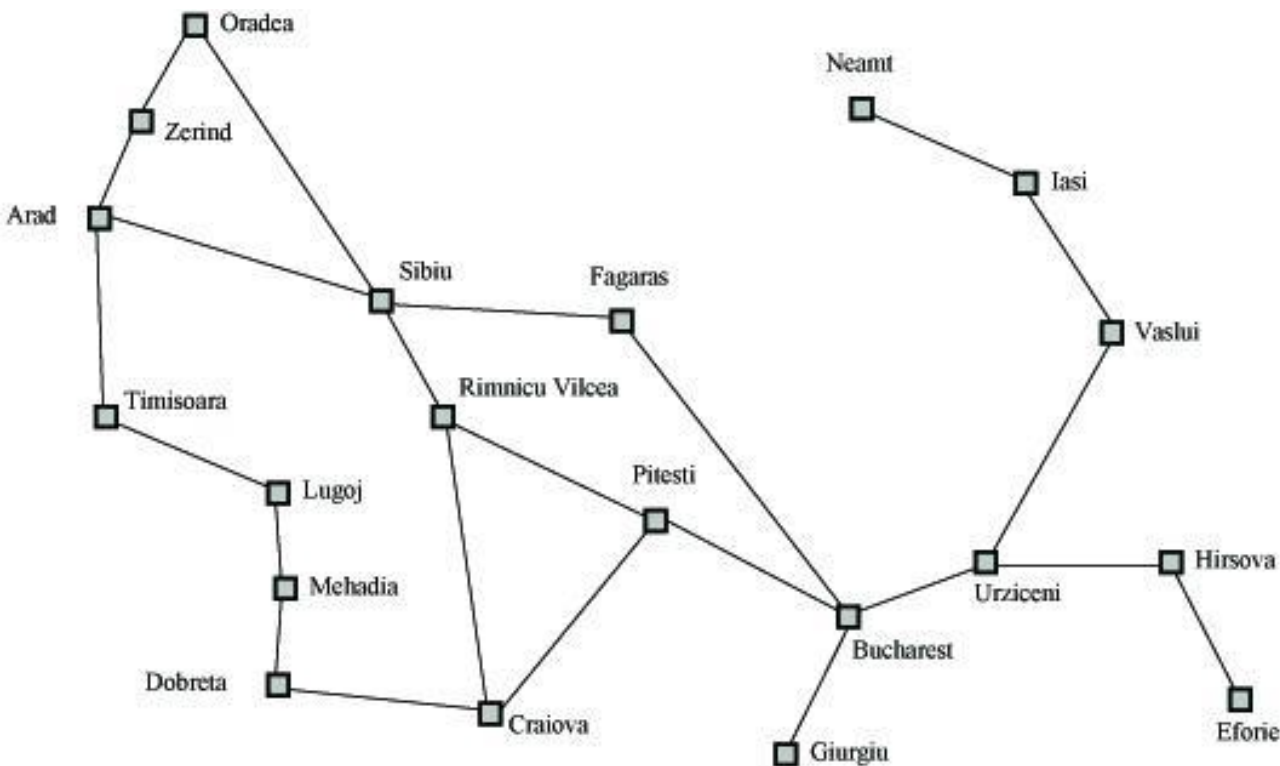 Oradea
Neamt
Zerind
Iasi
Arad
Sibiu
Fagaras
Vaslui
Rimnicu Vilcea
Timisoara
Pitesti
Lugoj
Hirsova
Mehadia
Urziceni
Bucharest
Dobreta
Craiova
Eforie
Giurgiu